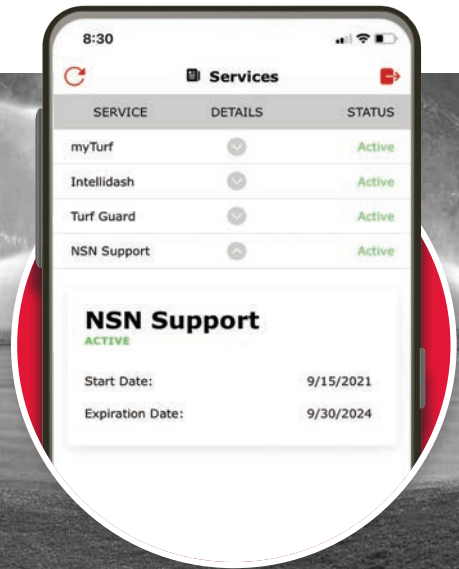 8:30
Services
SERVICE DETAILS STATUS
myTurf Active
Intellidash Active
Turf Guard Active
NSN Support Active
NSN Support
ACTIVE
Start Date: 9/15/2021
Expiration Date: 9/30/2024